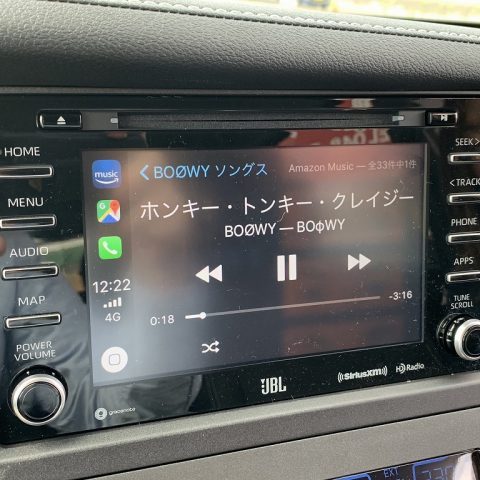 HOME
MENU
AUDIO
MAP
POWER
VOLUME
music
BOØWY ソングス
Amazon Music — 全33件中1件
ホンキー・トンキー・クレイジー
BOØWY — BOφWY
12:22
4G
0:18
-3:16
SEEK >
< TRACK
PHONE
APPS
TUNE
SCROLL
JBL
((SiriusXM))
HD Radio
gracenote
EXT